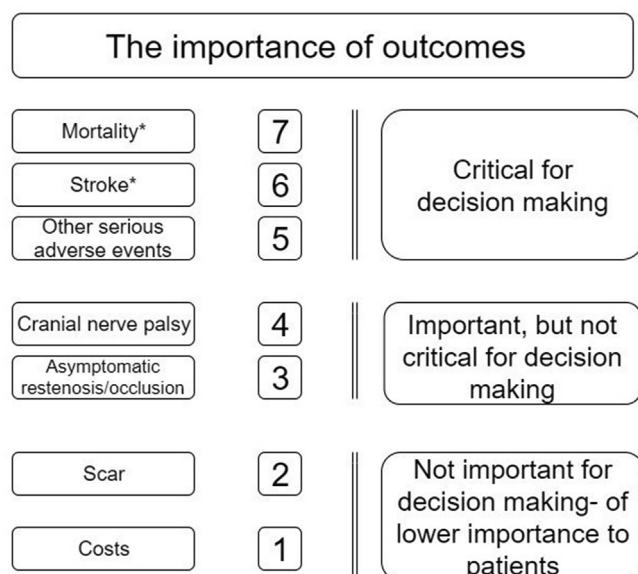 The importance of outcomes
Mortality*
7
Stroke*
6
Other serious
adverse events
5
Critical for
decision making
Cranial nerve palsy
4
Asymptomatic
restenosis/occlusion
3
Important, but not
critical for decision
making
Scar
2
Costs
1
Not important for
decision making- of
lower importance to
patients